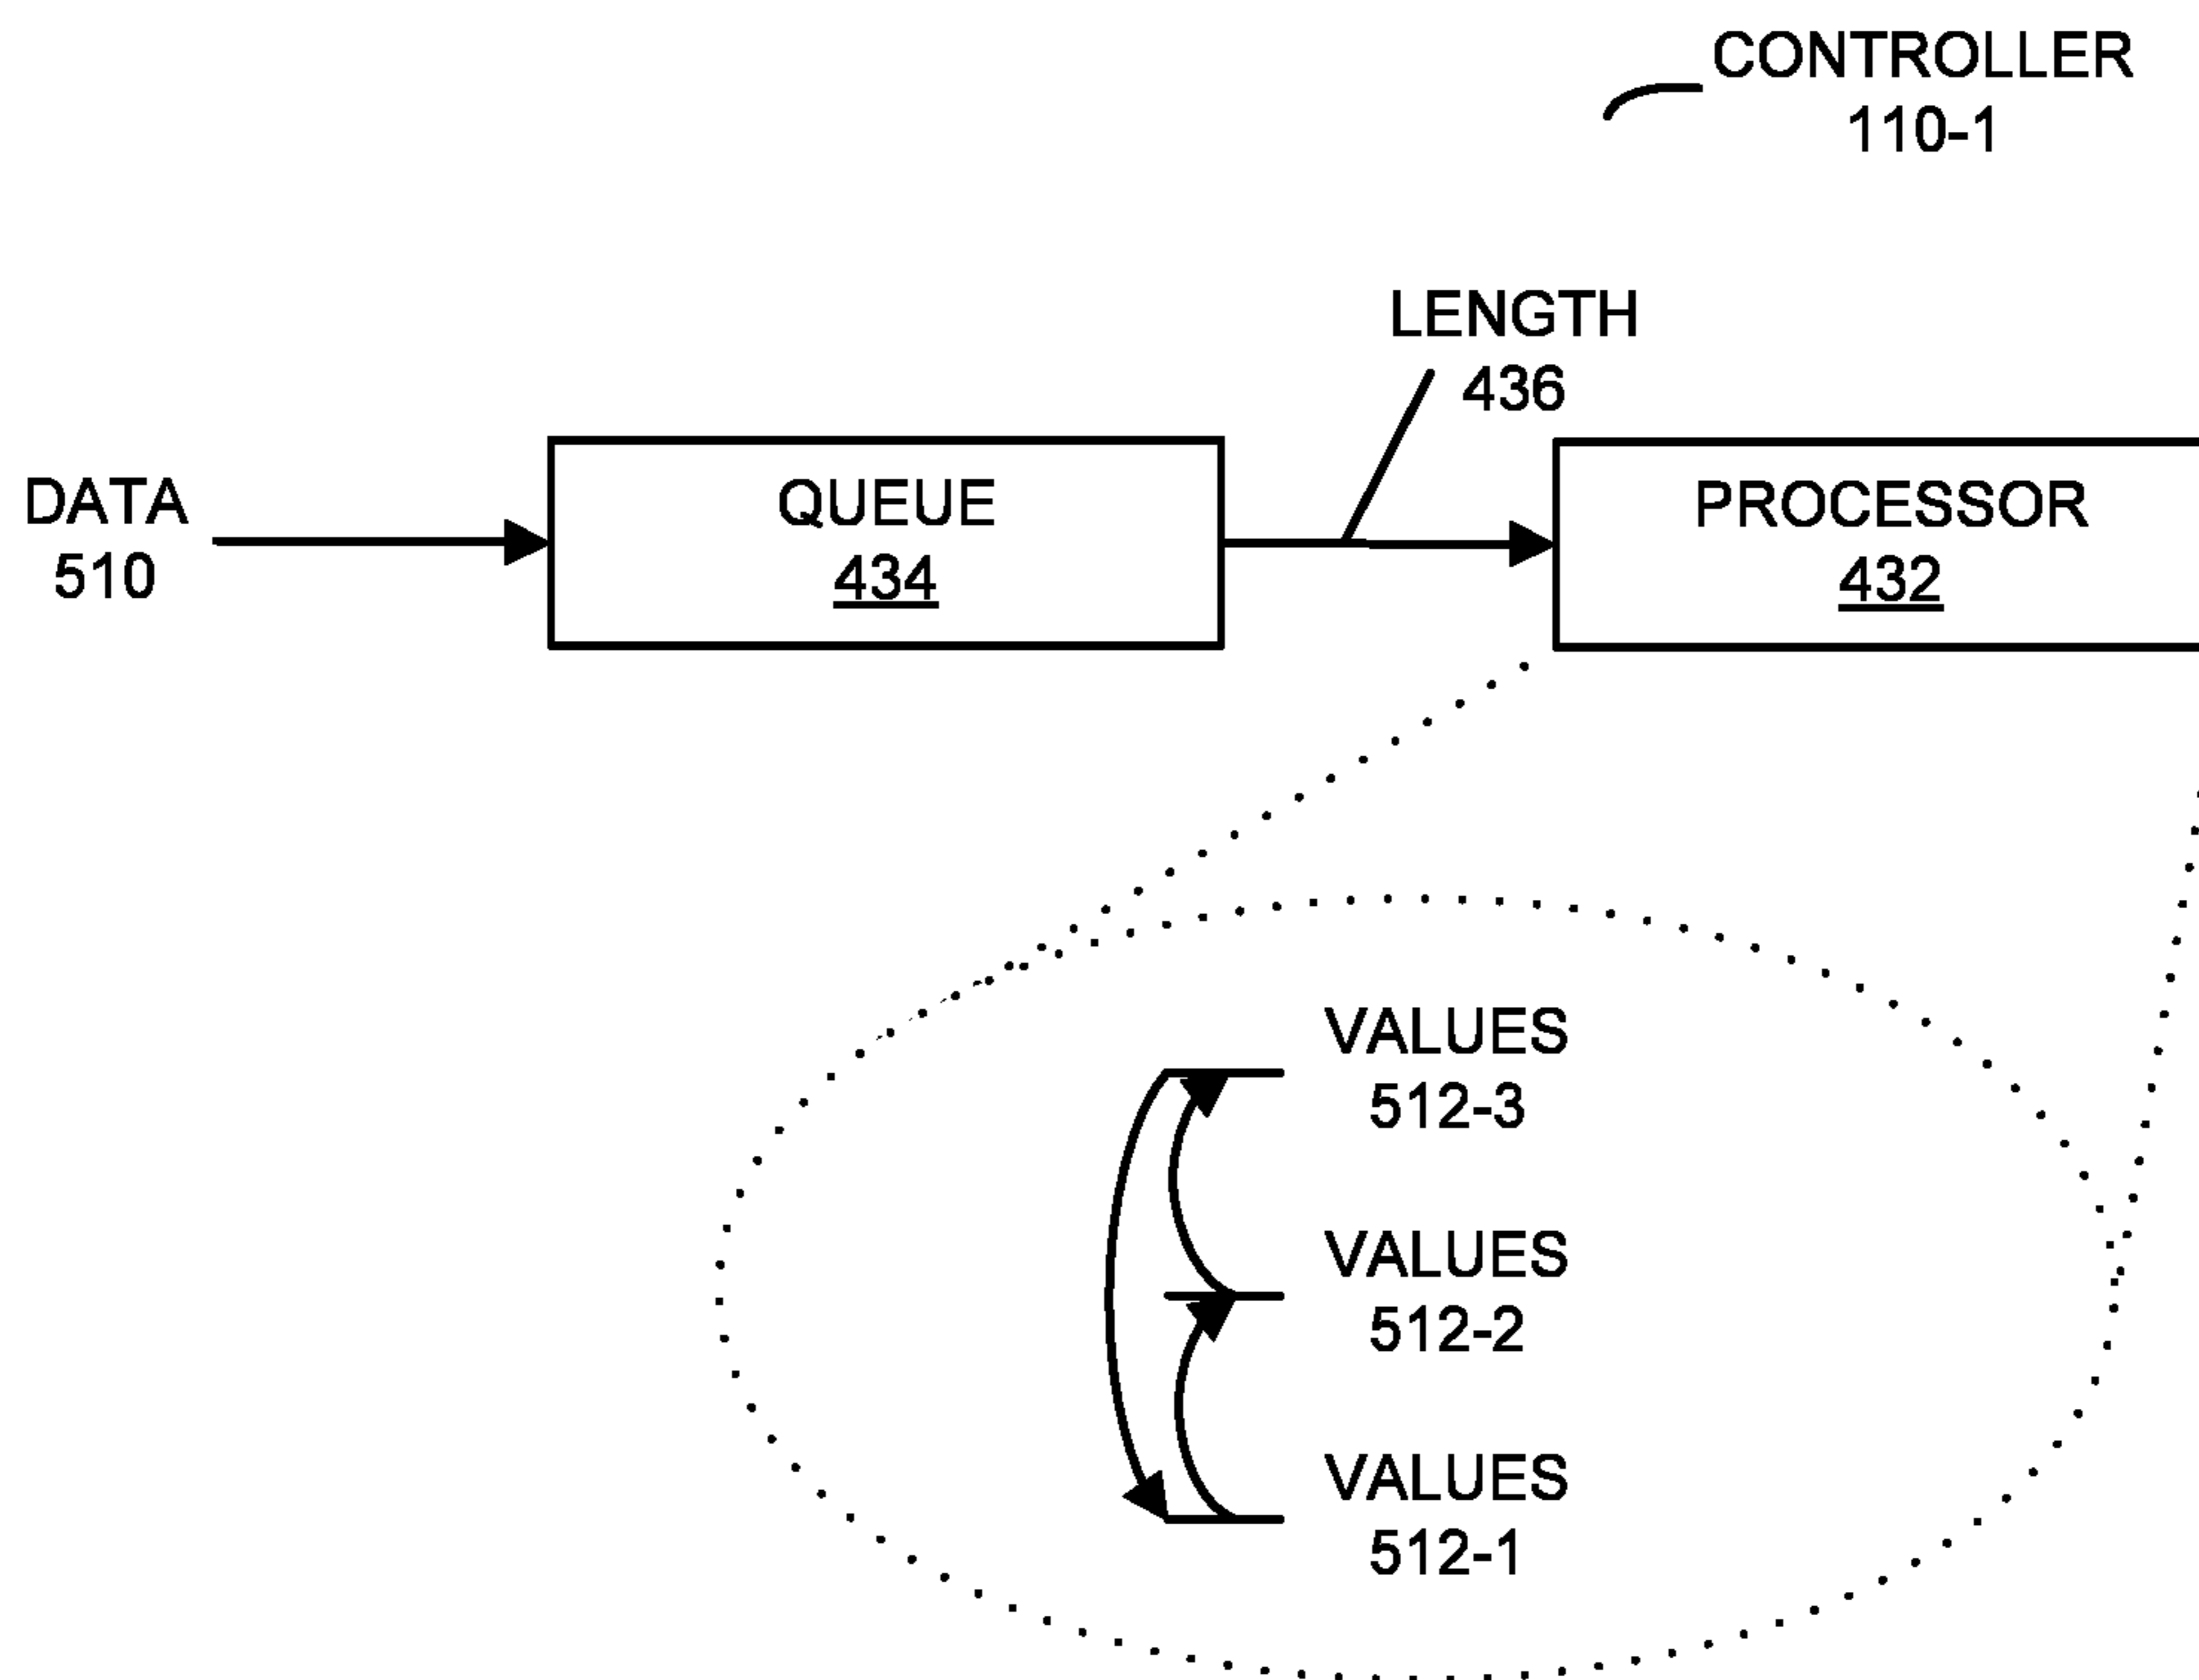 CONTROLLER
110-1
LENGTH
436
DATA
510
QUEUE
434
PROCESSOR
432
VALUES
512-3
VALUES
512-2
VALUES
512-1